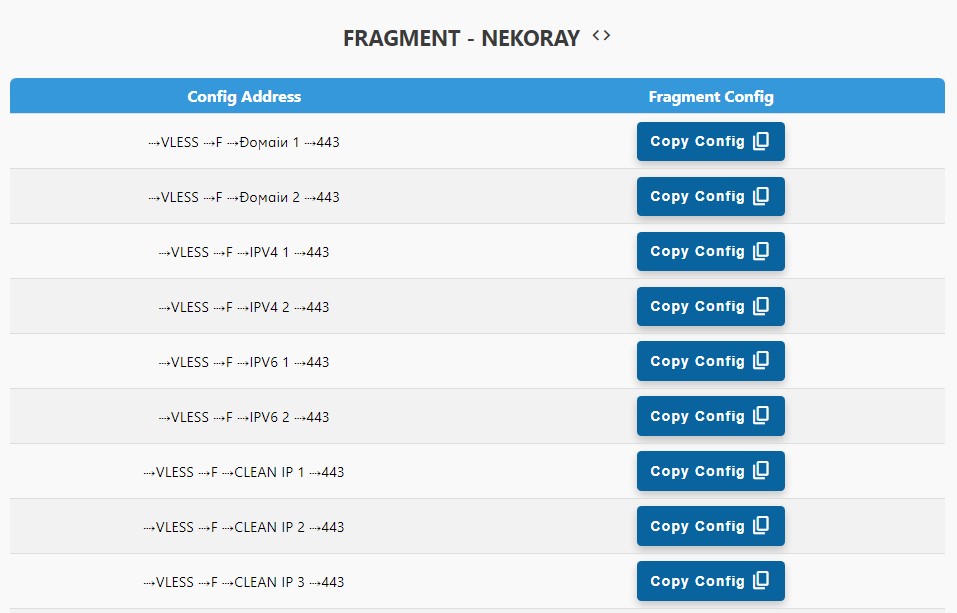 FRAGMENT - NEKORAY <>
Config Address Fragment Config
⤑VLESS ⤑F ⤑Ðoɱaiи 1 ⤑443 Copy Config
⤑VLESS ⤑F ⤑Ðoɱaiи 2 ⤑443 Copy Config
⤑VLESS ⤑F ⤑IPV4 1 ⤑443 Copy Config
⤑VLESS ⤑F ⤑IPV4 2 ⤑443 Copy Config
⤑VLESS ⤑F ⤑IPV6 1 ⤑443 Copy Config
⤑VLESS ⤑F ⤑IPV6 2 ⤑443 Copy Config
⤑VLESS ⤑F ⤑CLEAN IP 1 ⤑443 Copy Config
⤑VLESS ⤑F ⤑CLEAN IP 2 ⤑443 Copy Config
⤑VLESS ⤑F ⤑CLEAN IP 3 ⤑443 Copy Config